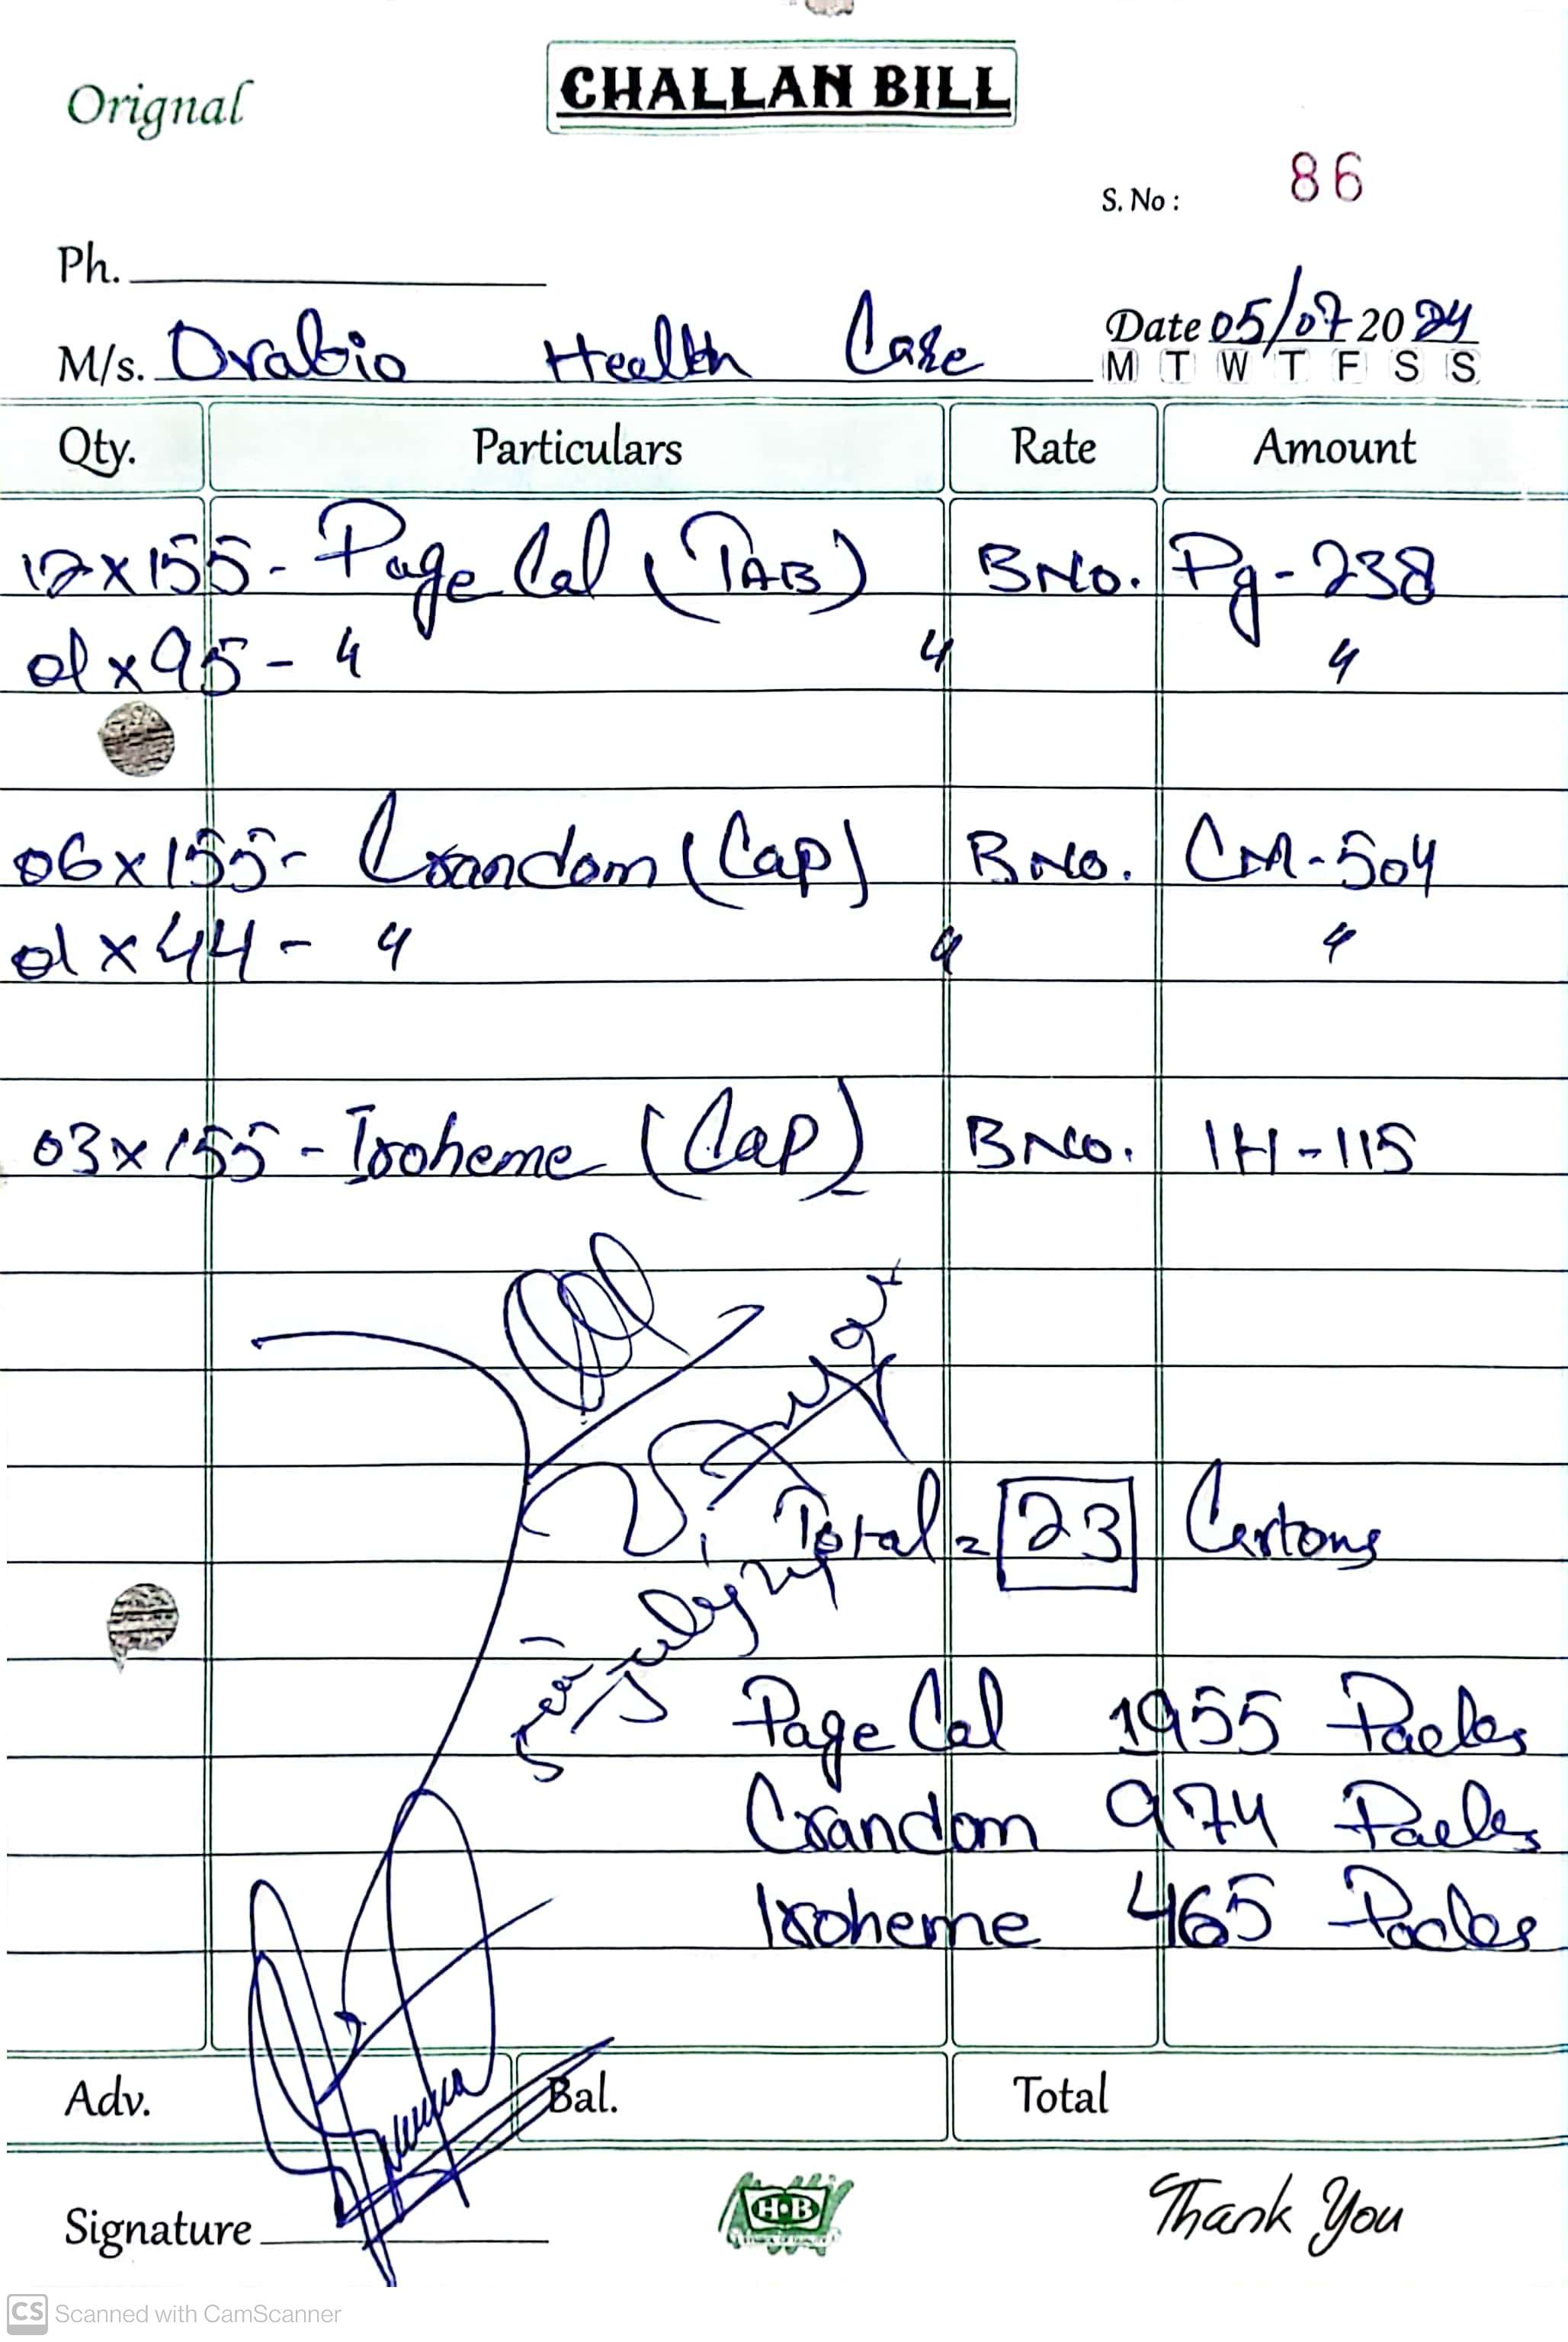 Orignal
CHALLAN BILL
S. No : 86
Ph.
M/s. Orabio Health Care
Date 05/07 2024
M T W T F S S
Qty. Particulars Rate Amount
12x155- Page Cal (TAB) BNo. Pg-238
01x95- 4 4 4
06x155- Crandom (Cap) BNo. CM-504
01x44- 4 4 4
03x155- Isoheme (Cap) BNo. IH-115
Total = 23 Cartons
Page Cal 1955 Packs
Crandom 974 Packs
Isoheme 465 Packs
Adv. Bal. Total
Signature
H·B
Thank You
CS Scanned with CamScanner